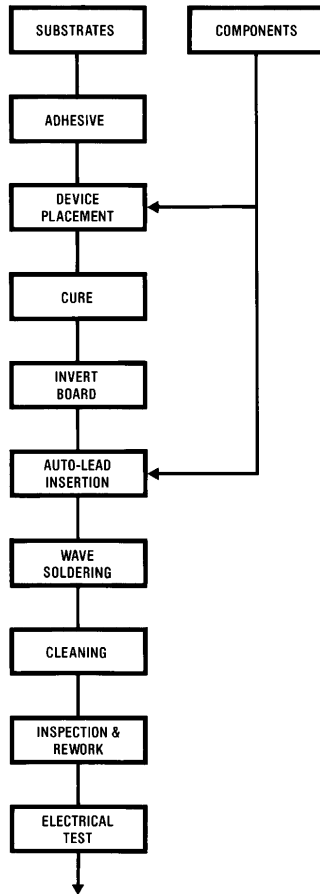 SUBSTRATES
COMPONENTS
ADHESIVE
DEVICE
PLACEMENT
CURE
INVERT
BOARD
AUTO-LEAD
INSERTION
WAVE
SOLDERING
CLEANING
INSPECTION &
REWORK
ELECTRICAL
TEST